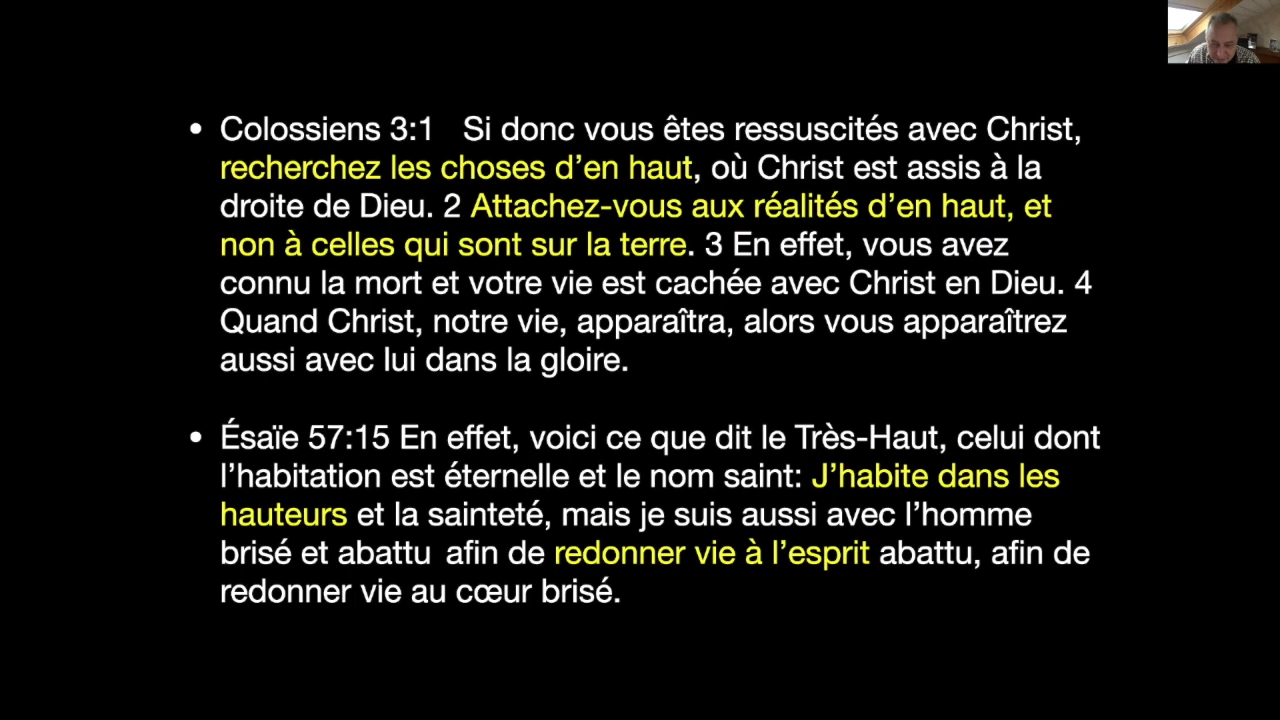 • Colossiens 3:1 Si donc vous êtes ressuscités avec Christ,
recherchez les choses d’en haut, où Christ est assis à la
droite de Dieu. 2 Attachez-vous aux réalités d’en haut, et
non à celles qui sont sur la terre. 3 En effet, vous avez
connu la mort et votre vie est cachée avec Christ en Dieu. 4
Quand Christ, notre vie, apparaîtra, alors vous apparaîtrez
aussi avec lui dans la gloire.
• Ésaïe 57:15 En effet, voici ce que dit le Très-Haut, celui dont
l’habitation est éternelle et le nom saint: J’habite dans les
hauteurs et la sainteté, mais je suis aussi avec l’homme
brisé et abattu afin de redonner vie à l’esprit abattu, afin de
redonner vie au cœur brisé.